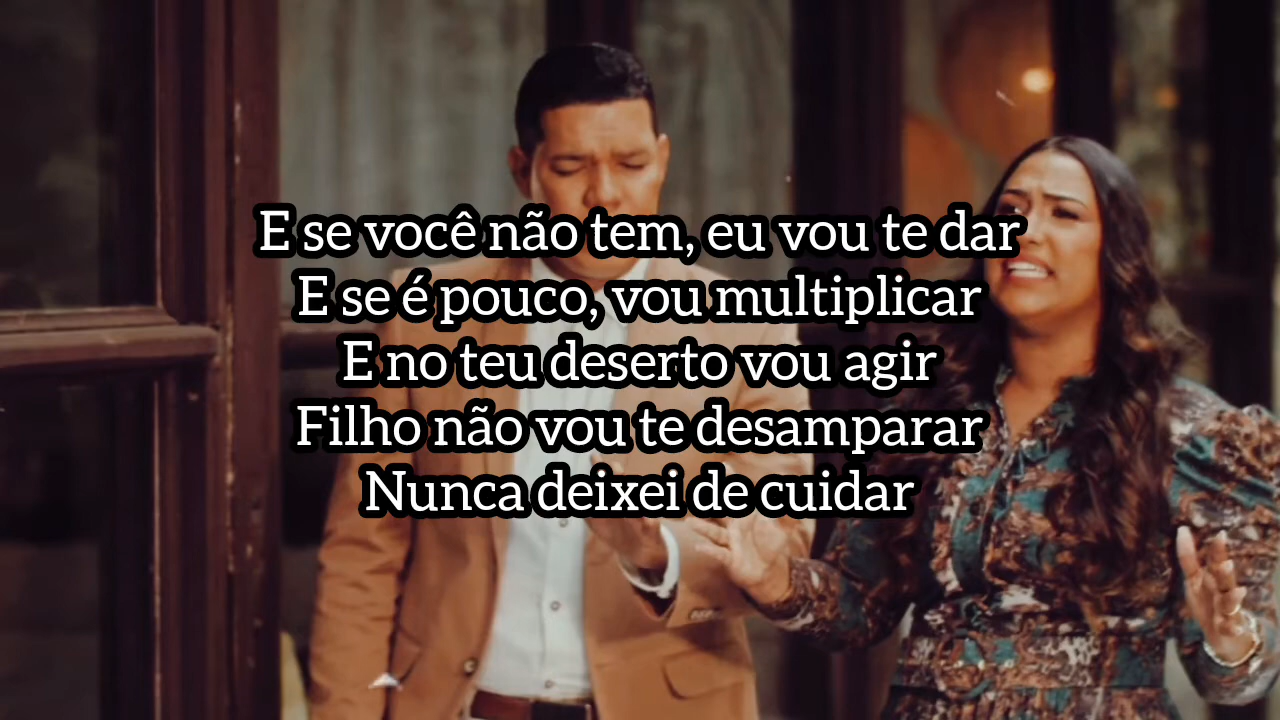 E se você não tem, eu vou te dar
E se é pouco, vou multiplicar
E no teu deserto vou agir
Filho não vou te desamparar
Nunca deixei de cuidar